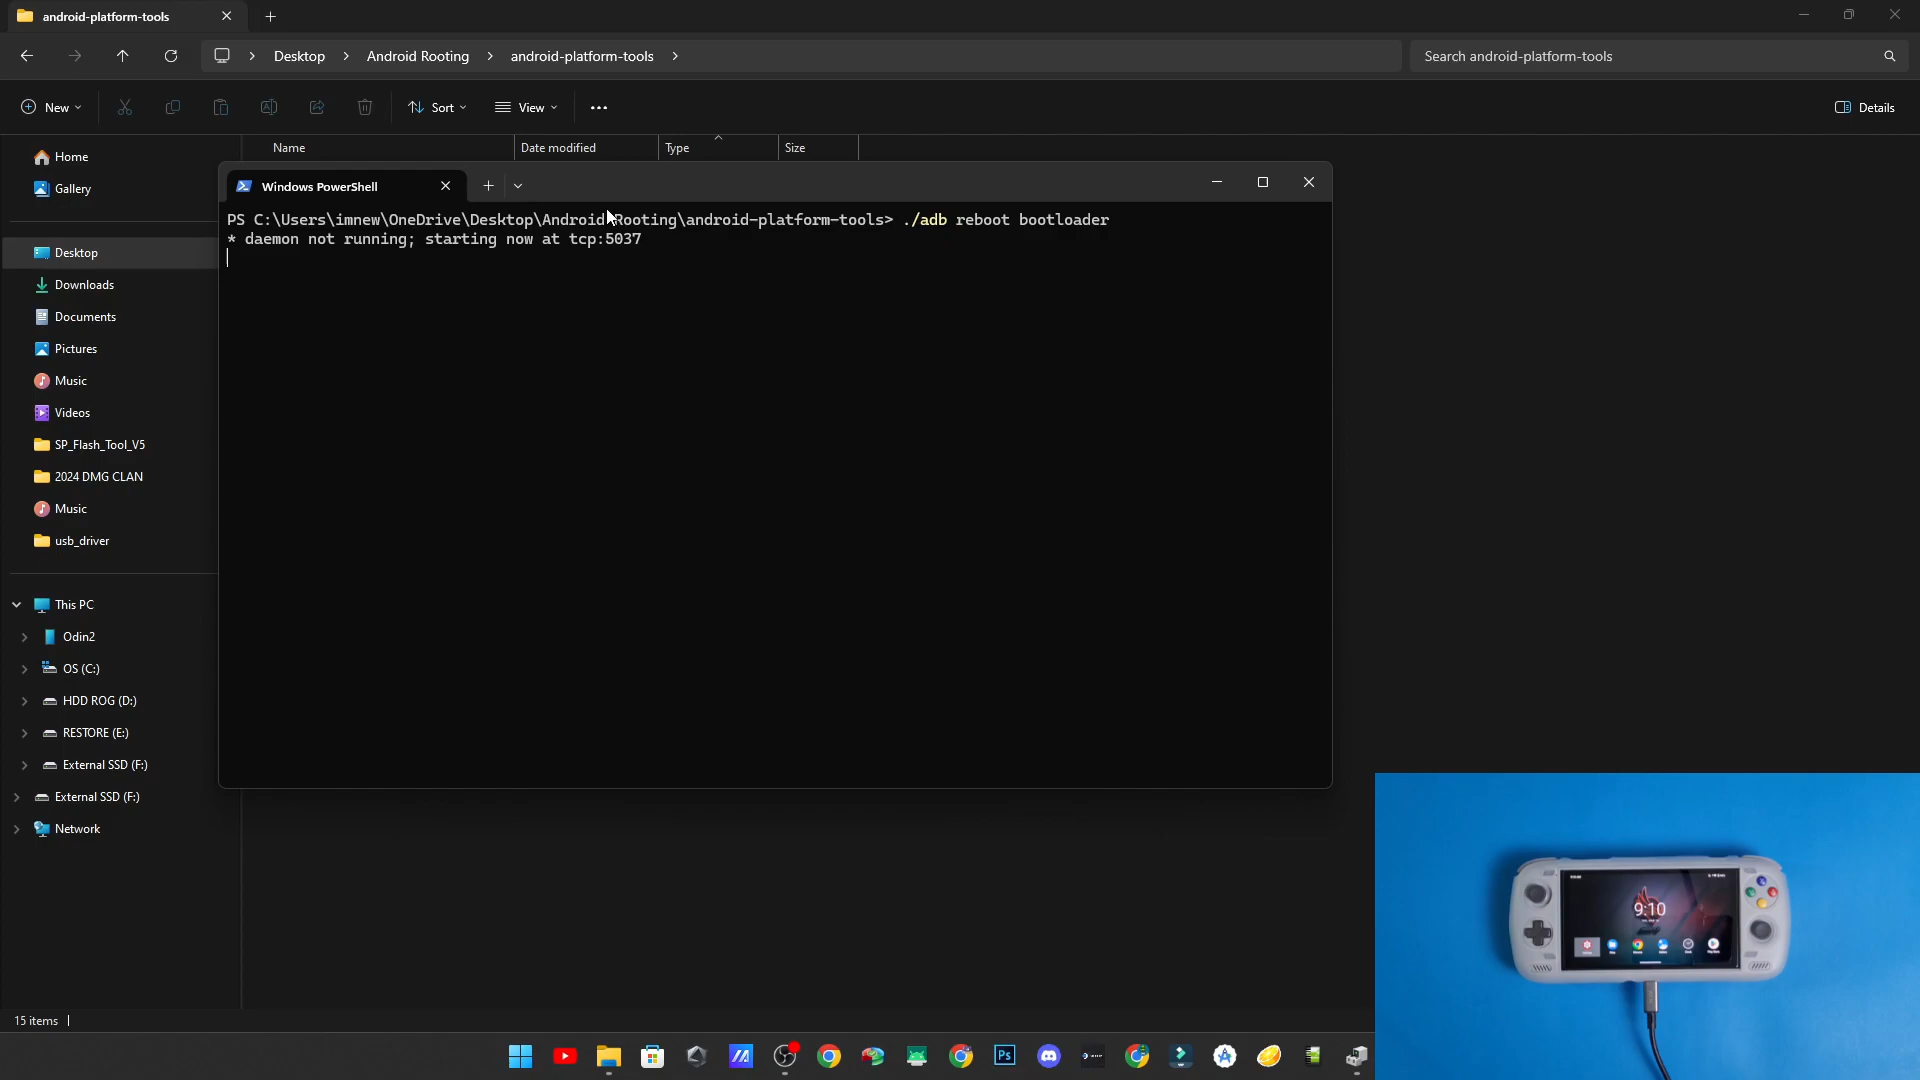 android-platform-tools
Desktop
Android Rooting
android-platform-tools
Search android-platform-tools
New
Sort
View
Details
Name
Date modified
Type
Size
Home
Gallery
Desktop
Downloads
Documents
Pictures
Music
Videos
SP_Flash_Tool_V5
2024 DMG CLAN
Music
usb_driver
This PC
Odin2
OS (C:)
HDD ROG (D:)
RESTORE (E:)
External SSD (F:)
External SSD (F:)
Network
Windows PowerShell
PS C:\Users\imnew\OneDrive\Desktop\Android Rooting\android-platform-tools> ./adb reboot bootloader
* daemon not running; starting now at tcp:5037
15 items
Ps
9:10